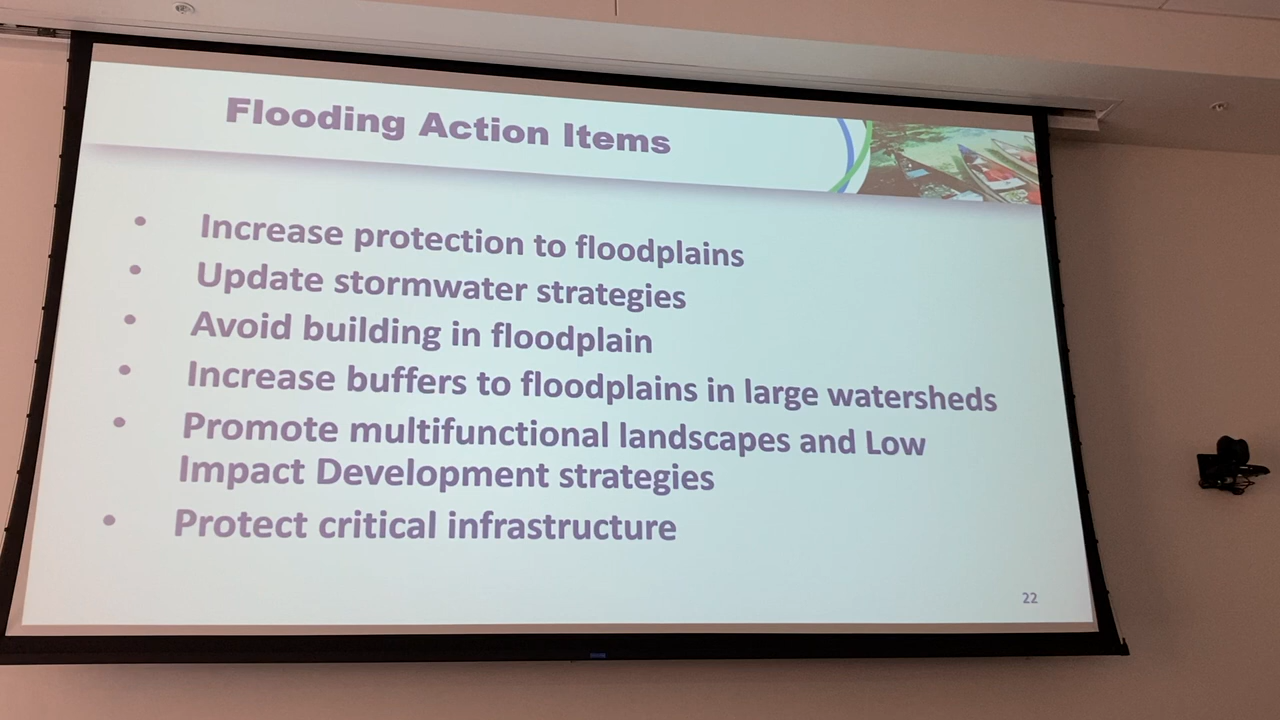 Flooding Action Items
• Increase protection to floodplains
• Update stormwater strategies
• Avoid building in floodplain
• Increase buffers to floodplains in large watersheds
• Promote multifunctional landscapes and Low
Impact Development strategies
• Protect critical infrastructure
22